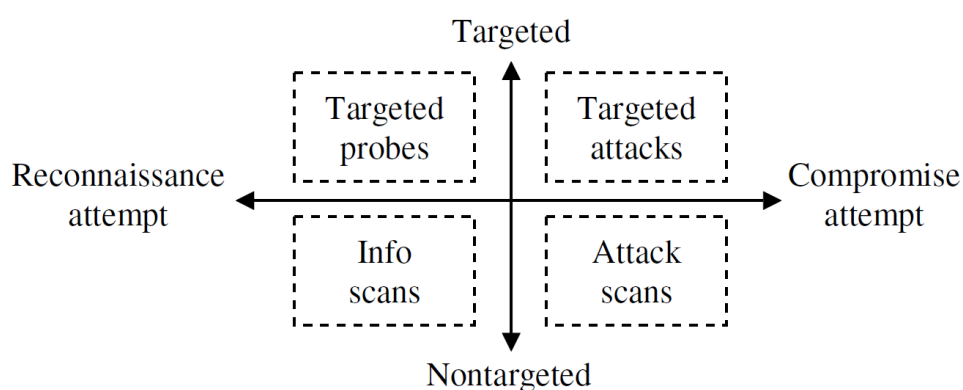 Targeted
Targeted
probes
Targeted
attacks
Reconnaissance
attempt
Compromise
attempt
Info
scans
Attack
scans
Nontargeted